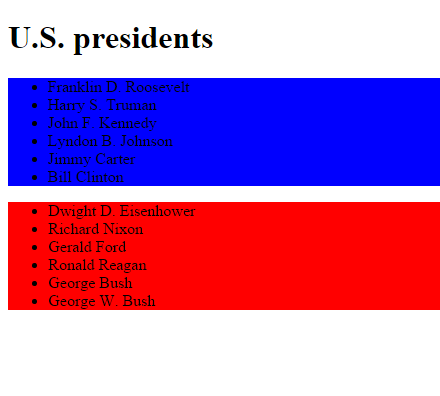 U.S. presidents
Franklin D. Roosevelt
Harry S. Truman
John F. Kennedy
Lyndon B. Johnson
Jimmy Carter
Bill Clinton
Dwight D. Eisenhower
Richard Nixon
Gerald Ford
Ronald Reagan
George Bush
George W. Bush